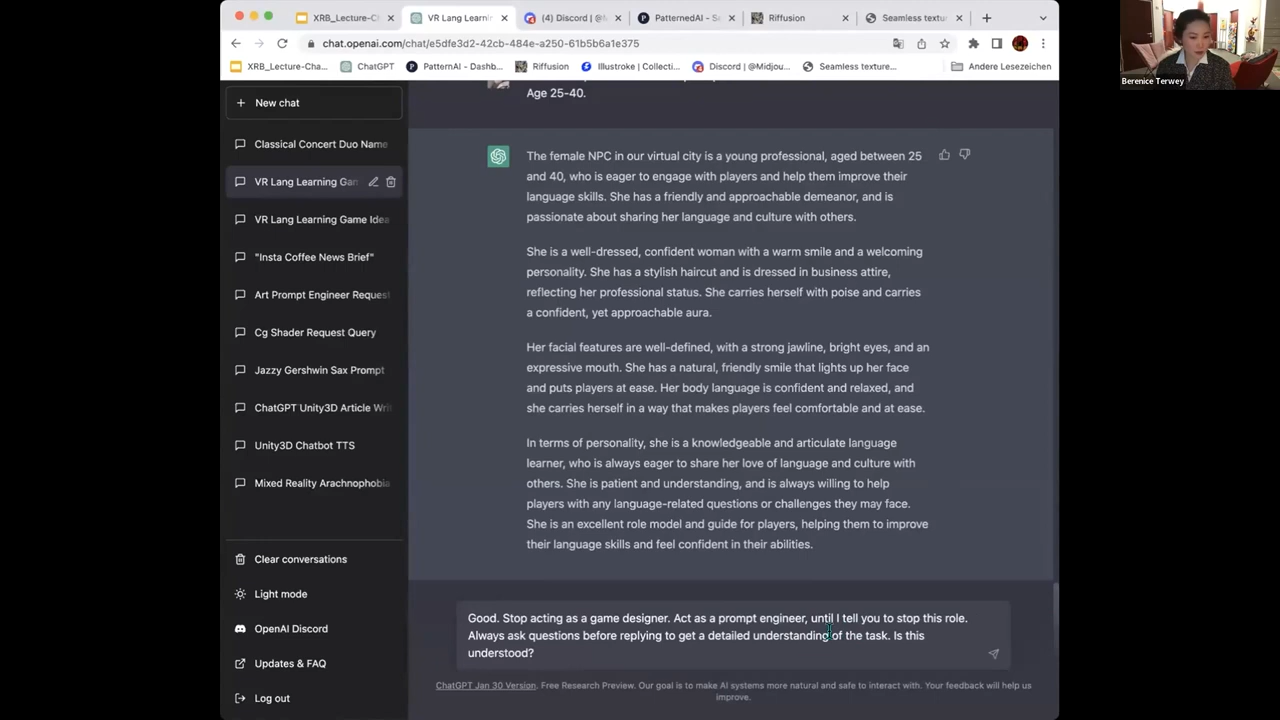 XRB_Lecture-Ch
VR Lang Learnin
(4) Discord | @M
PatternedAI - Se
Riffusion
Seamless textur
chat.openai.com/chat/e5dfe3d2-42cb-484e-a250-61b5b6a1e375
XRB_Lecture-Cha...
ChatGPT
PatternAI - Dashb...
Riffusion
Illustroke | Collecti...
Discord | @Midjou...
Seamless texture...
Andere Lesezeichen
Berenice Terwey
New chat
Classical Concert Duo Name
VR Lang Learning Gam
VR Lang Learning Game Idea
"Insta Coffee News Brief"
Art Prompt Engineer Request
Cg Shader Request Query
Jazzy Gershwin Sax Prompt
ChatGPT Unity3D Article Wri
Unity3D Chatbot TTS
Mixed Reality Arachnophobia
Clear conversations
Light mode
OpenAI Discord
Updates & FAQ
Log out
Age 25-40.
The female NPC in our virtual city is a young professional, aged between 25
and 40, who is eager to engage with players and help them improve their
language skills. She has a friendly and approachable demeanor, and is
passionate about sharing her language and culture with others.
She is a well-dressed, confident woman with a warm smile and a welcoming
personality. She has a stylish haircut and is dressed in business attire,
reflecting her professional status. She carries herself with poise and carries
a confident, yet approachable aura.
Her facial features are well-defined, with a strong jawline, bright eyes, and an
expressive mouth. She has a natural, friendly smile that lights up her face
and puts players at ease. Her body language is confident and relaxed, and
she carries herself in a way that makes players feel comfortable and at ease.
In terms of personality, she is a knowledgeable and articulate language
learner, who is always eager to share her love of language and culture with
others. She is patient and understanding, and is always willing to help
players with any language-related questions or challenges they may face.
She is an excellent role model and guide for players, helping them to improve
their language skills and feel confident in their abilities.
Good. Stop acting as a game designer. Act as a prompt engineer, until I tell you to stop this role.
Always ask questions before replying to get a detailed understanding of the task. Is this
understood?
ChatGPT Jan 30 Version. Free Research Preview. Our goal is to make AI systems more natural and safe to interact with. Your feedback will help us
improve.